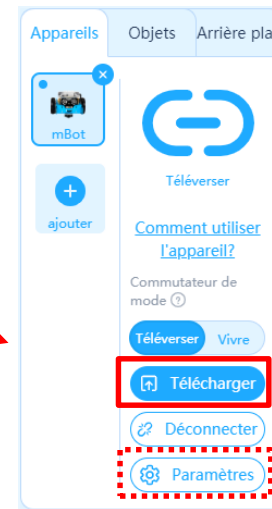 Appareils Objets Arrière pla
mBot
ajouter
Téléverser
Comment utiliser
l'appareil?
Commutateur de
mode ?
Téléverser Vivre
Télécharger
Déconnecter
Paramètres